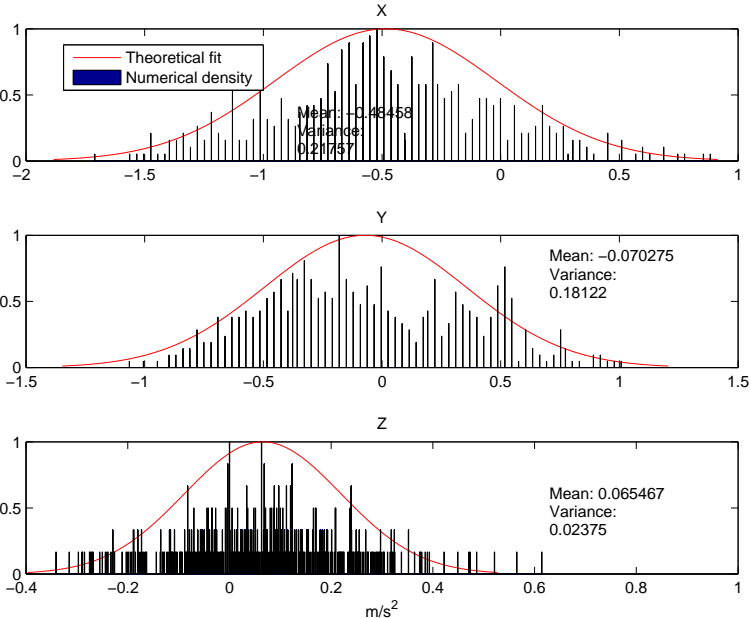 X
1
0.5
0
Theoretical fit
Numerical density
Mean: −0.48458
Variance:
0.21757
−2 −1.5 −1 −0.5 0 0.5 1
Y
1
0.5
0
Mean: −0.070275
Variance:
0.18122
−1.5 −1 −0.5 0 0.5 1 1.5
Z
1
0.5
0
Mean: 0.065467
Variance:
0.02375
−0.4 −0.2 0 0.2 0.4 0.6 0.8 1
m/s²